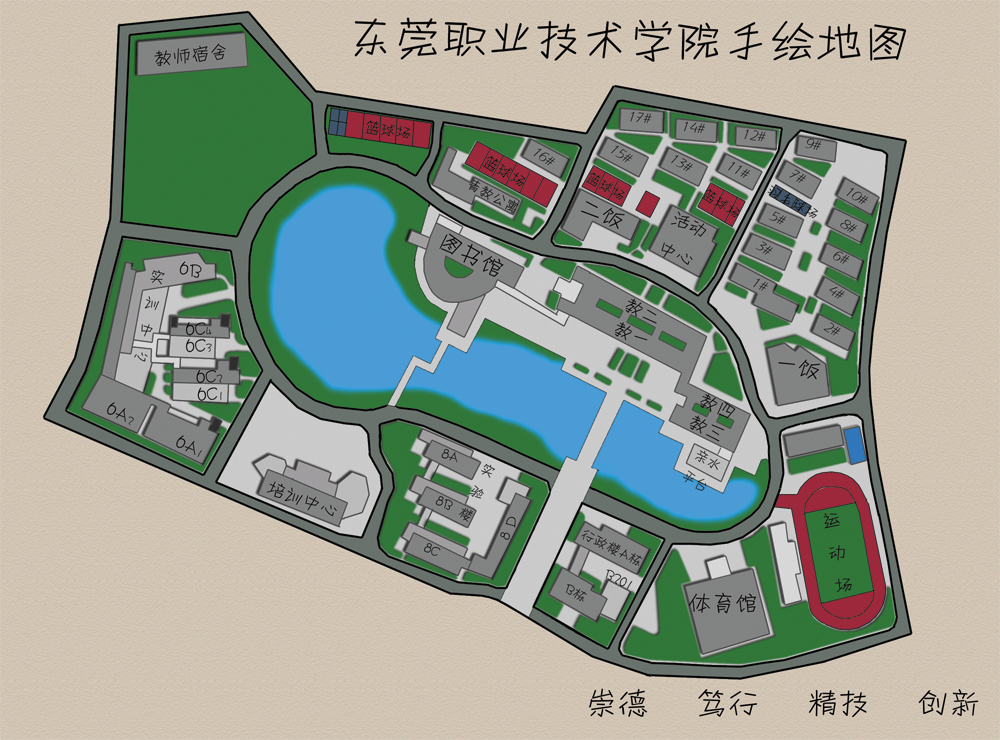 东莞职业技术学院手绘地图
教师宿舍
篮球场
17#
14#
12#
9#
16#
15#
13#
11#
7#
10#
篮球场
篮球场
篮球场
5#
8#
二饭
活动
中心
3#
6#
图书馆
1#
4#
2#
实
训
中
心
6B
教二
教一
6C4
6C3
6C2
6C1
一饭
6A2
6A1
教四
教三
亲水
平台
培训中心
8A
实
验
楼
8B
8C
8D
行政楼A栋
B201
B栋
体育馆
运
动
场
崇德 笃行 精技 创新